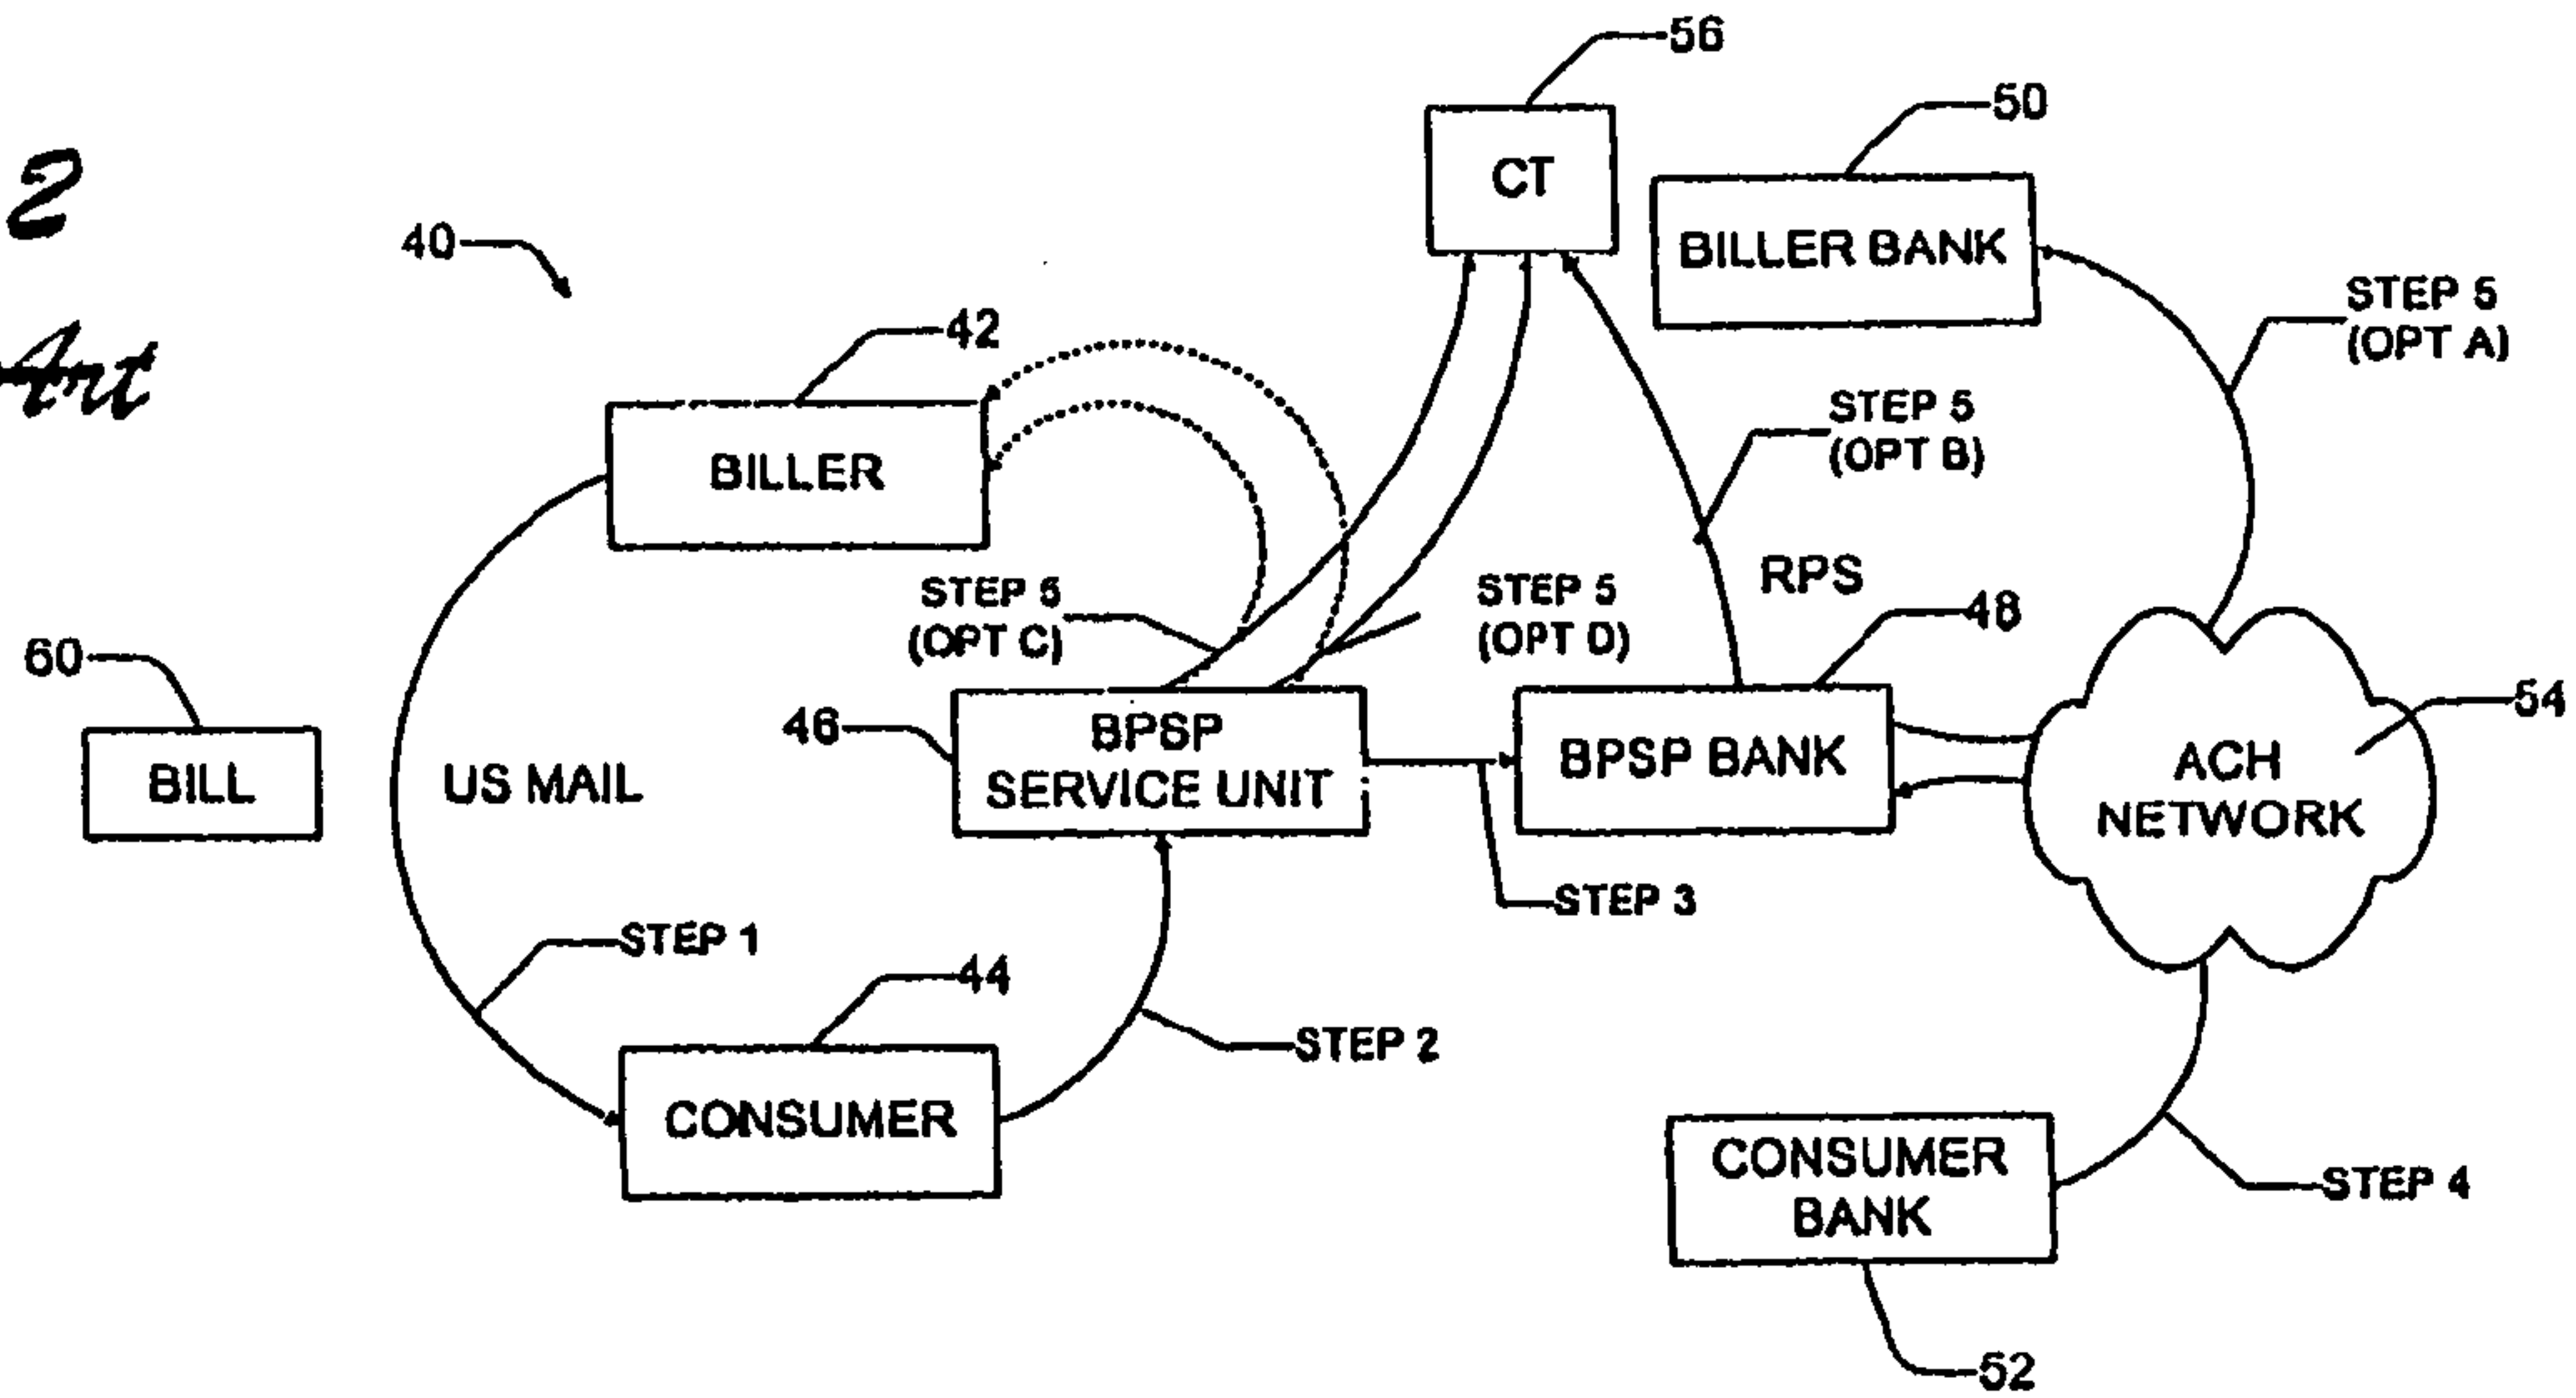 2
Art
56
50
CT
BILLER BANK
40
STEP 5
(OPT A)
42
STEP 5
(OPT B)
BILLER
RPS
STEP 5
(OPT C)
STEP 5
(OPT D)
48
60
46
BPSP
SERVICE UNIT
BPSP BANK
54
BILL
US MAIL
ACH
NETWORK
STEP 3
STEP 1
44
STEP 2
CONSUMER
CONSUMER
BANK
STEP 4
52